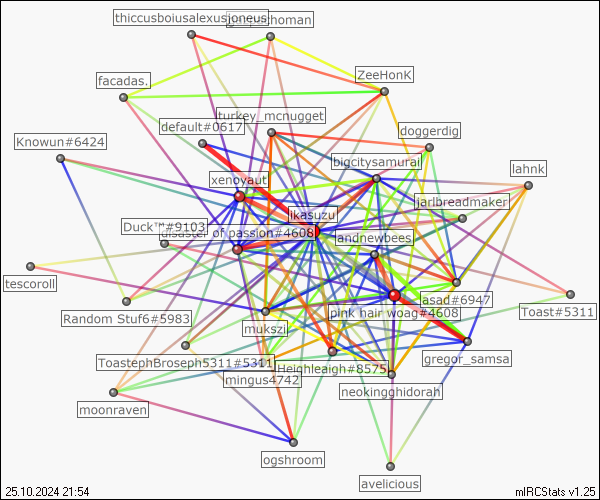 thiccusboiusalexusjoneus
ZeeHonK
facadas.
turkey_mcnugget
default#0617
doggerdig
Knowun#6424
bigcitysamurai
lahnk
xenoyaut
jarlbreadmaker
ikasuzu
Duck™#9103
disaster of passion#4608
landnewbees
tescoroll
asad#6947
Random Stuf6#5983
pink hair woag#4608
Toast#5311
mukszi
ToastephBroseph5311#5311
gregor_samsa
Heighleaigh#8575
mingus4742
neokingghidorah
moonraven
ogshroom
avelicious
25.10.2024 21:54
mIRCStats v1.25